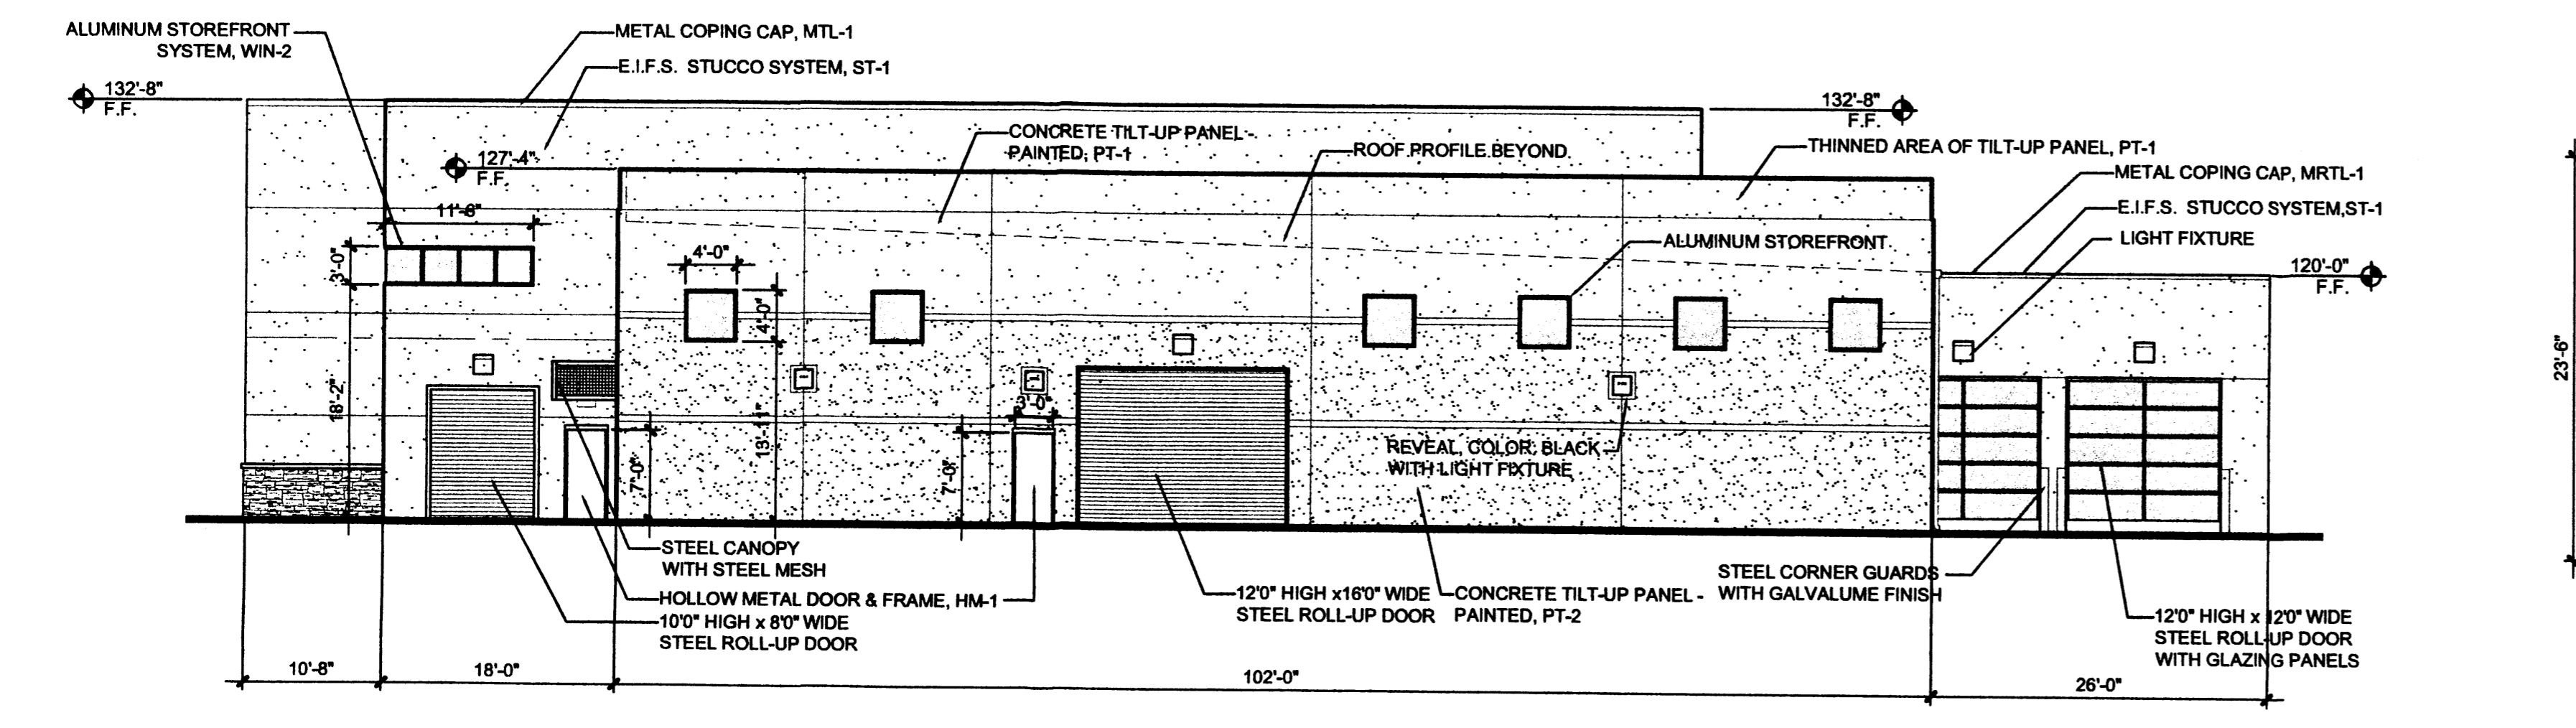 ALUMINUM STOREFRONT
SYSTEM, WIN-2
METAL COPING CAP, MTL-1
E.I.F.S. STUCCO SYSTEM, ST-1
132'-8"
F.F.
132'-8"
F.F.
CONCRETE TILT-UP PANEL -
PAINTED, PT-1
ROOF PROFILE BEYOND
THINNED AREA OF TILT-UP PANEL, PT-1
127'-4"
F.F.
METAL COPING CAP, MRTL-1
E.I.F.S. STUCCO SYSTEM,ST-1
LIGHT FIXTURE
ALUMINUM STOREFRONT
120'-0"
F.F.
4'-0"
3'-0"
4'-0"
18'-2"
13'-11"
7'-0"
3'-0"
7'-0"
23'-6"
REVEAL, COLOR: BLACK
WITH LIGHT FIXTURE
STEEL CANOPY
WITH STEEL MESH
HOLLOW METAL DOOR & FRAME, HM-1
10'0" HIGH x 8'0" WIDE
STEEL ROLL-UP DOOR
12'0" HIGH x16'0" WIDE
STEEL ROLL-UP DOOR
CONCRETE TILT-UP PANEL -
PAINTED, PT-2
STEEL CORNER GUARDS
WITH GALVALUME FINISH
12'0" HIGH x 12'0" WIDE
STEEL ROLL-UP DOOR
WITH GLAZING PANELS
10'-8"
18'-0"
102'-0"
26'-0"